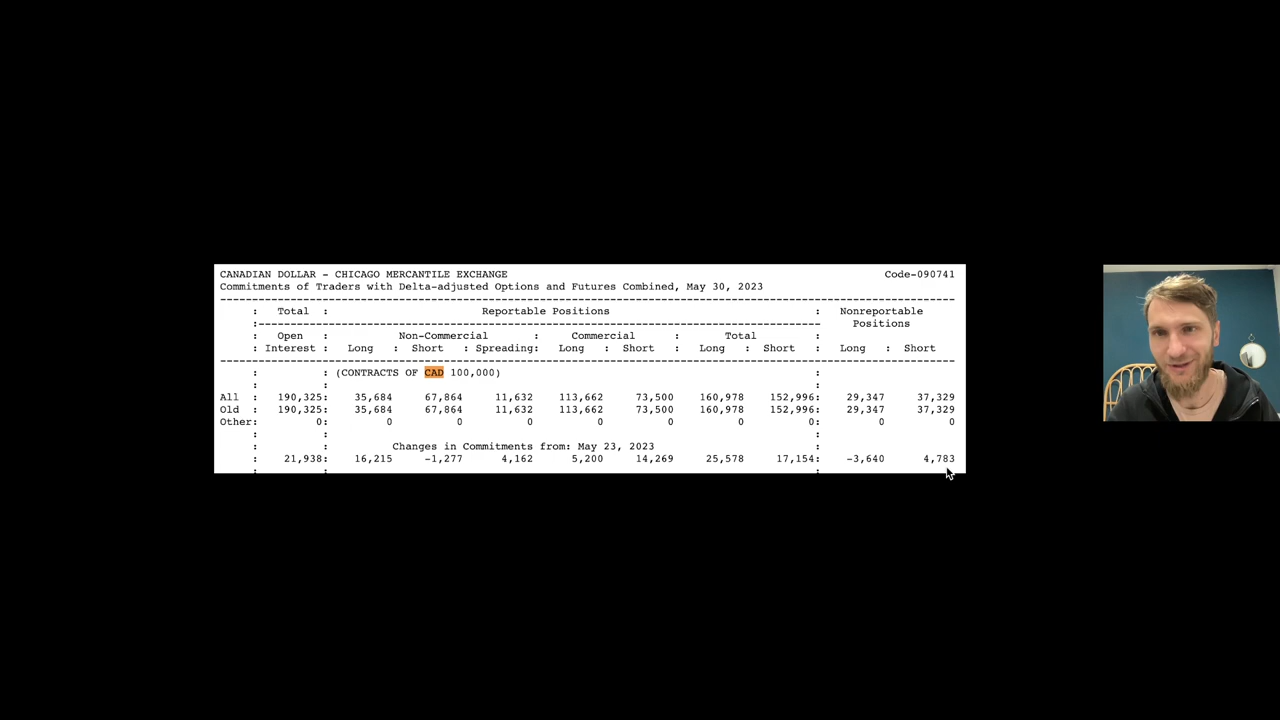 CANADIAN DOLLAR - CHICAGO MERCANTILE EXCHANGE Code-090741
Commitments of Traders with Delta-adjusted Options and Futures Combined, May 30, 2023
----------------------------------------------------------------------
: Total : Reportable Positions : Nonreportable
:---------------------------------------------------------- Positions
: Open : Non-Commercial : Commercial : Total :
: Interest : Long : Short : Spreading: Long : Short : Long : Short : Long : Short
----------------------------------------------------------------------
: : (CONTRACTS OF CAD 100,000) :
: : :
All : 190,325: 35,684 67,864 11,632 113,662 73,500 160,978 152,996: 29,347 37,329
Old : 190,325: 35,684 67,864 11,632 113,662 73,500 160,978 152,996: 29,347 37,329
Other: 0: 0 0 0 0 0 0 0: 0 0
: : :
: : Changes in Commitments from: May 23, 2023 :
: 21,938: 16,215 -1,277 4,162 5,200 14,269 25,578 17,154: -3,640 4,783